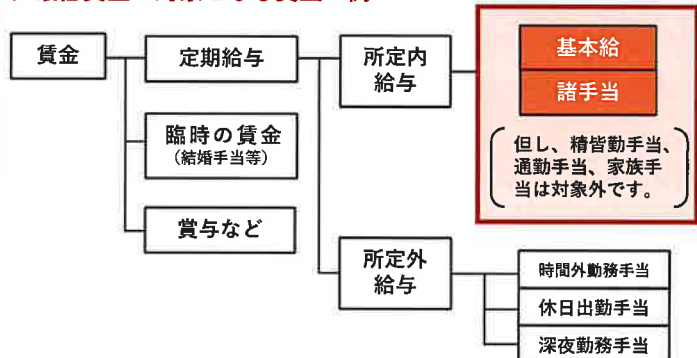 賃金
定期給与
臨時の賃金
(結婚手当等)
賞与など
所定内
給与
基本給
諸手当
但し、精皆勤手当、
通勤手当、家族手
当は対象外です。
所定外
給与
時間外勤務手当
休日出勤手当
深夜勤務手当